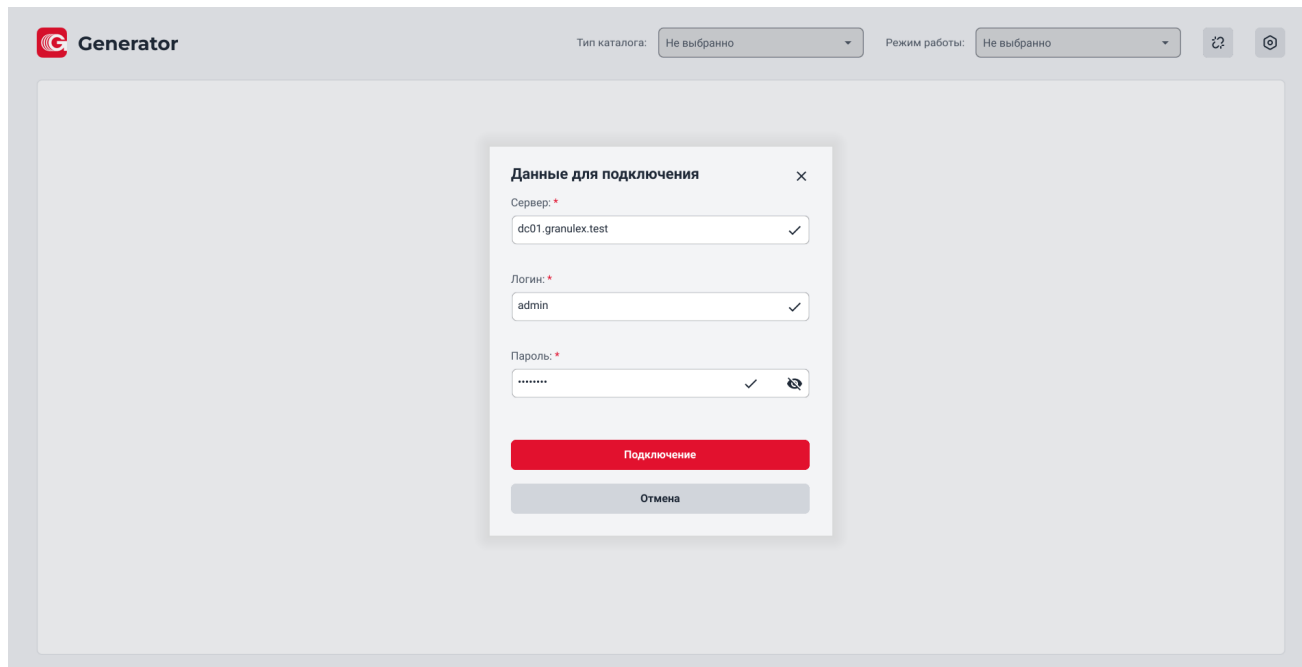 Generator
Тип каталога: Не выбранно Режим работы: Не выбранно
Данные для подключения
Сервер: *
dc01.granulex.test
Логин: *
admin
Пароль: *
••••••••
Подключение
Отмена